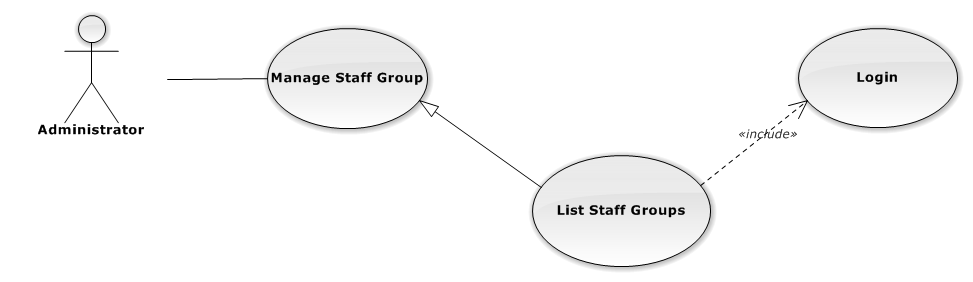 Manage Staff Group
Login
Administrator
«include»
List Staff Groups